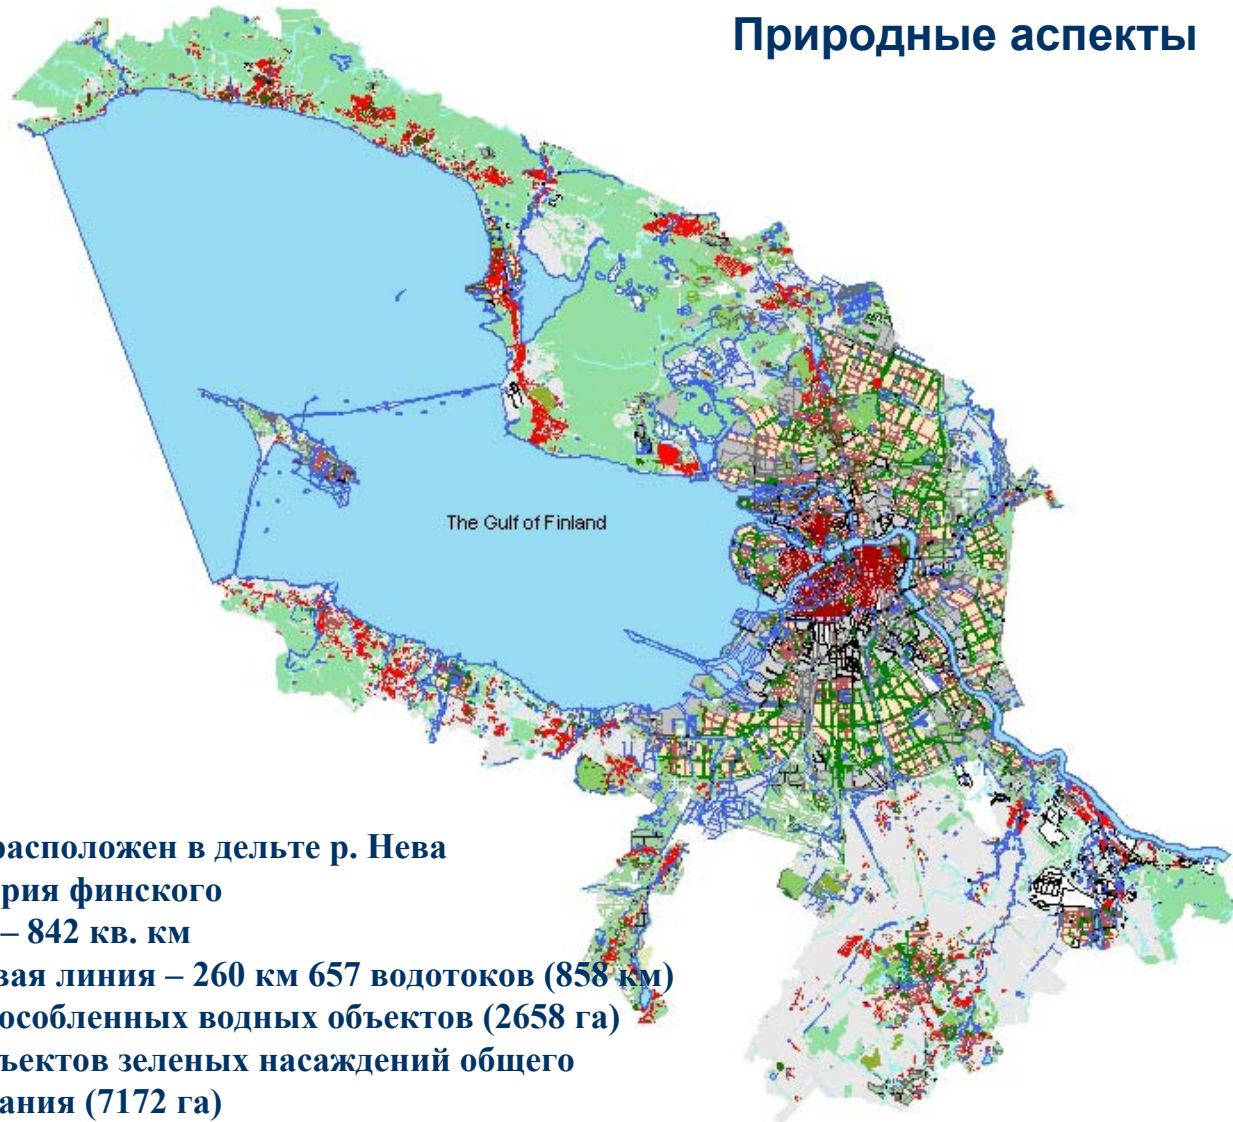 Природные аспекты
The Gulf of Finland
расположен в дельте р. Нева
рия финского
– 842 кв. км
вая линия – 260 км 657 водотоков (858 км)
особленных водных объектов (2658 га)
ъектов зеленых насаждений общего
ания (7172 га)